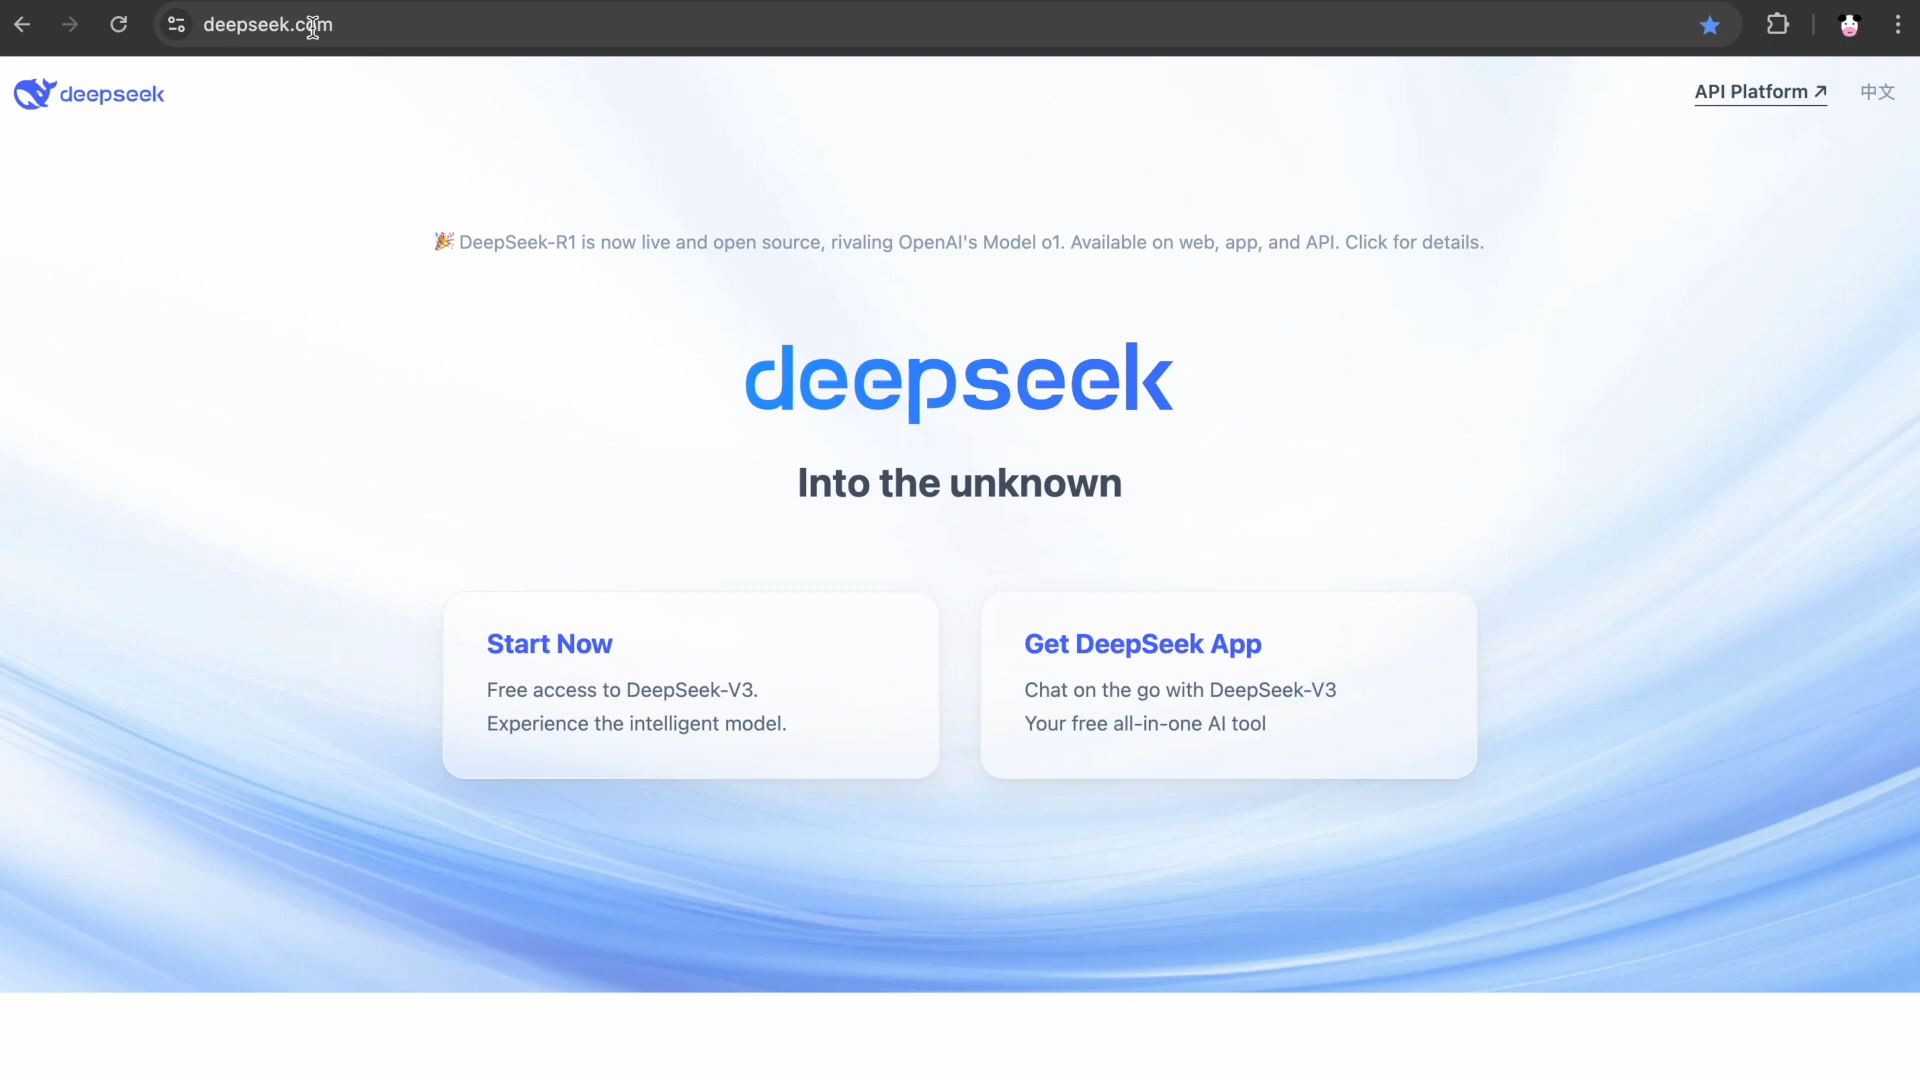 deepseek.com
deepseek
API Platform ↗
中文
🎉 DeepSeek-R1 is now live and open source, rivaling OpenAI's Model o1. Available on web, app, and API. Click for details.
deepseek
Into the unknown
Start Now
Free access to DeepSeek-V3.
Experience the intelligent model.
Get DeepSeek App
Chat on the go with DeepSeek-V3
Your free all-in-one AI tool